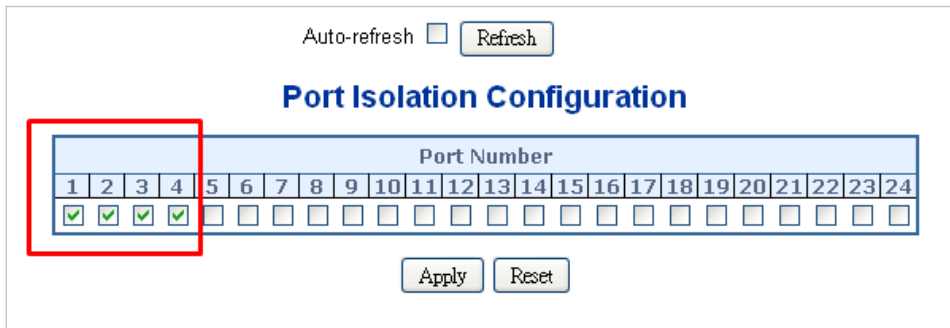 Auto-refresh Refresh
Port Isolation Configuration
Port Number
1 2 3 4 5 6 7 8 9 10 11 12 13 14 15 16 17 18 19 20 21 22 23 24
Apply Reset